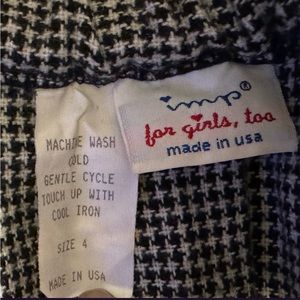 imp®
for girls, too
made in usa
MACHINE WASH
COLD
GENTLE CYCLE
TOUCH UP WITH
COOL IRON
SIZE 4
MADE IN USA